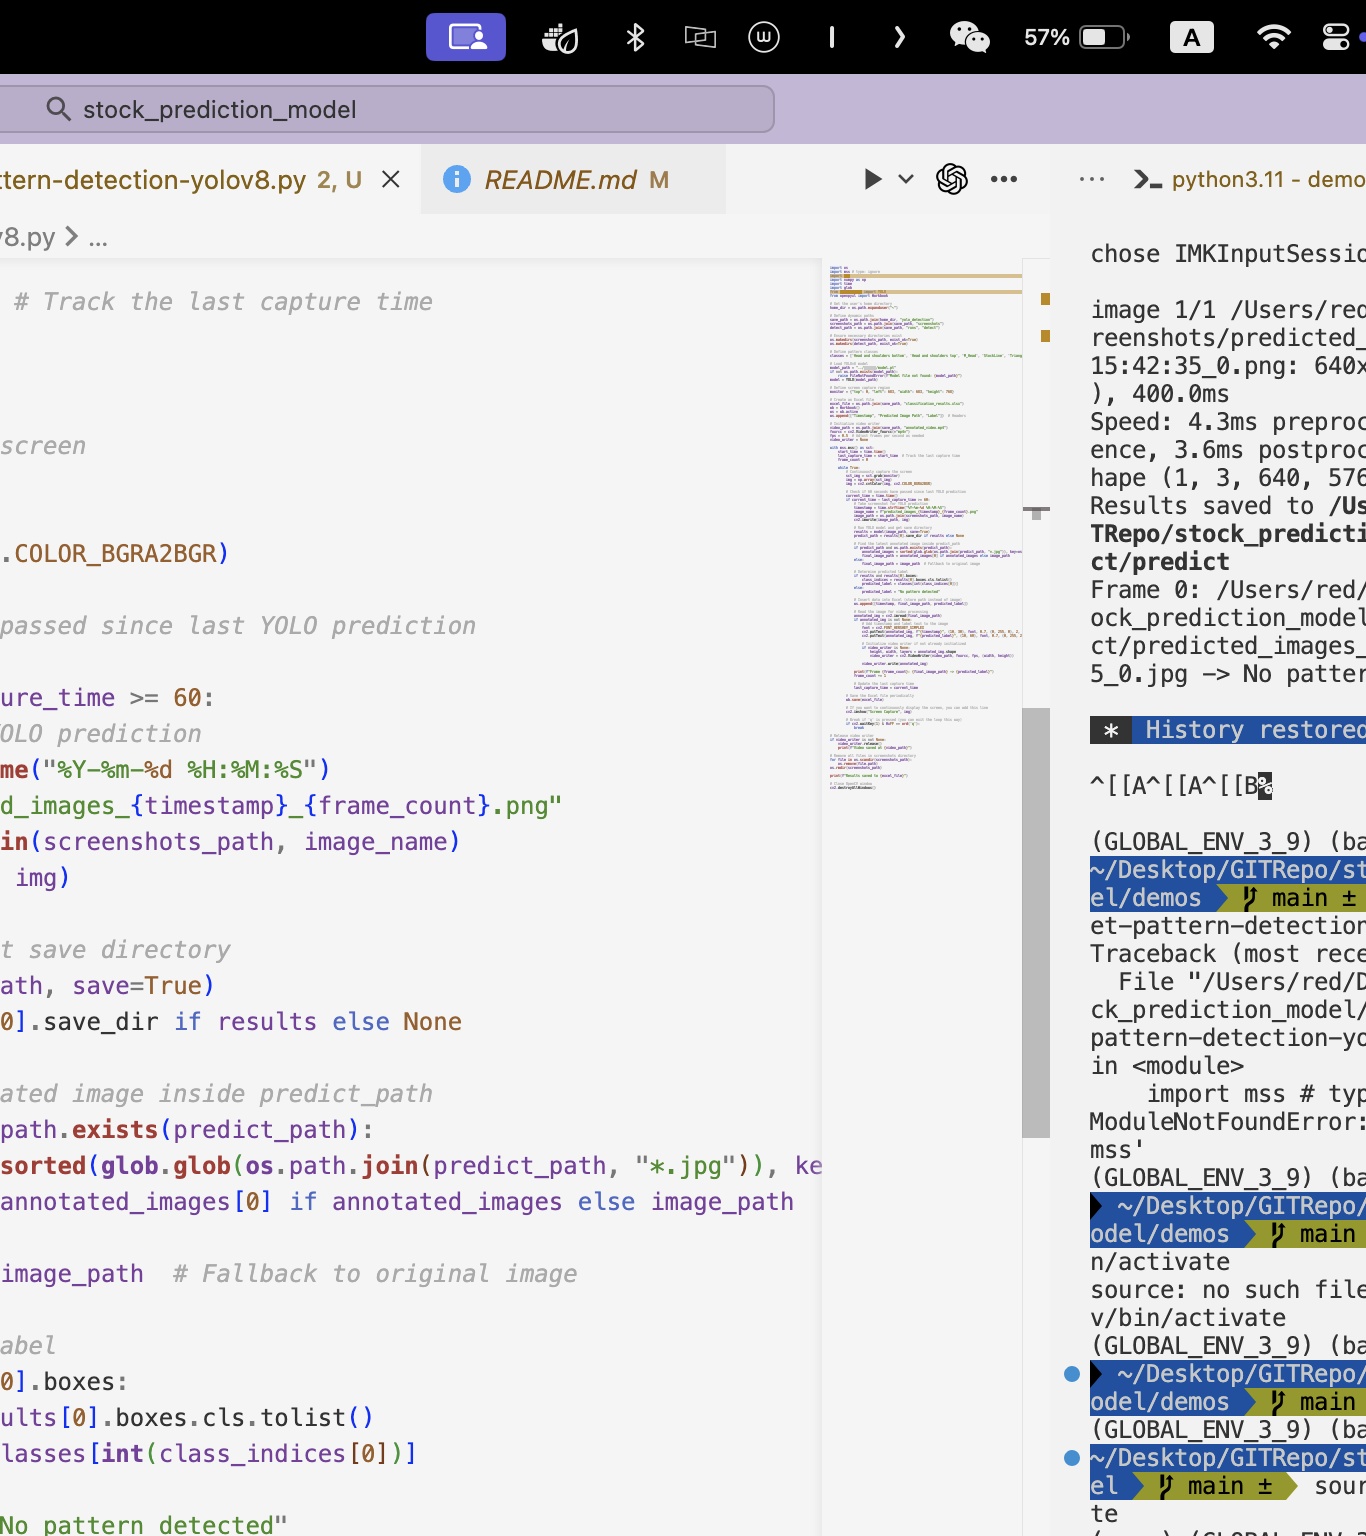 57%
A
stock_prediction_model
ttern-detection-yolov8.py 2, U
README.md M
python3.11 - demo
v8.py > ...
# Track the last capture time
screen
.COLOR_BGRA2BGR)
passed since last YOLO prediction
ure_time >= 60:
OLO prediction
me("%Y-%m-%d %H:%M:%S")
d_images_{timestamp}_{frame_count}.png"
in(screenshots_path, image_name)
img)
t save directory
ath, save=True)
0].save_dir if results else None
ated image inside predict_path
path.exists(predict_path):
sorted(glob.glob(os.path.join(predict_path, "*.jpg")), ke
annotated_images[0] if annotated_images else image_path
image_path # Fallback to original image
abel
0].boxes:
ults[0].boxes.cls.tolist()
lasses[int(class_indices[0])]
No pattern detected"
chose IMKInputSessio
image 1/1 /Users/red
reenshots/predicted_
15:42:35_0.png: 640x
), 400.0ms
Speed: 4.3ms preproc
ence, 3.6ms postproc
hape (1, 3, 640, 576
Results saved to /Us
TRepo/stock_predicti
ct/predict
Frame 0: /Users/red/
ock_prediction_model
ct/predicted_images_
5_0.jpg -> No patter
* History restored
^[[A^[[A^[[B%
(GLOBAL_ENV_3_9) (ba
~/Desktop/GITRepo/st
el/demos main ±
et-pattern-detection
Traceback (most rece
File "/Users/red/D
ck_prediction_model/
pattern-detection-yo
in <module>
import mss # typ
ModuleNotFoundError:
mss'
(GLOBAL_ENV_3_9) (ba
~/Desktop/GITRepo/
odel/demos main
n/activate
source: no such file
v/bin/activate
(GLOBAL_ENV_3_9) (ba
~/Desktop/GITRepo/
odel/demos main
(GLOBAL_ENV_3_9) (ba
~/Desktop/GITRepo/st
el main ± sour
te